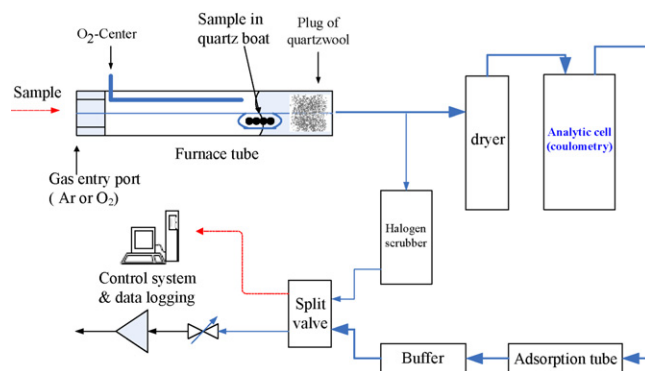 O2-Center
Sample in
quartz boat
Plug of
quartzwool
Sample
Furnace tube
Gas entry port
( Ar or O2)
dryer
Analytic cell
(coulometry)
Halogen
scrubber
Control system
& data logging
Split
valve
Buffer
Adsorption tube